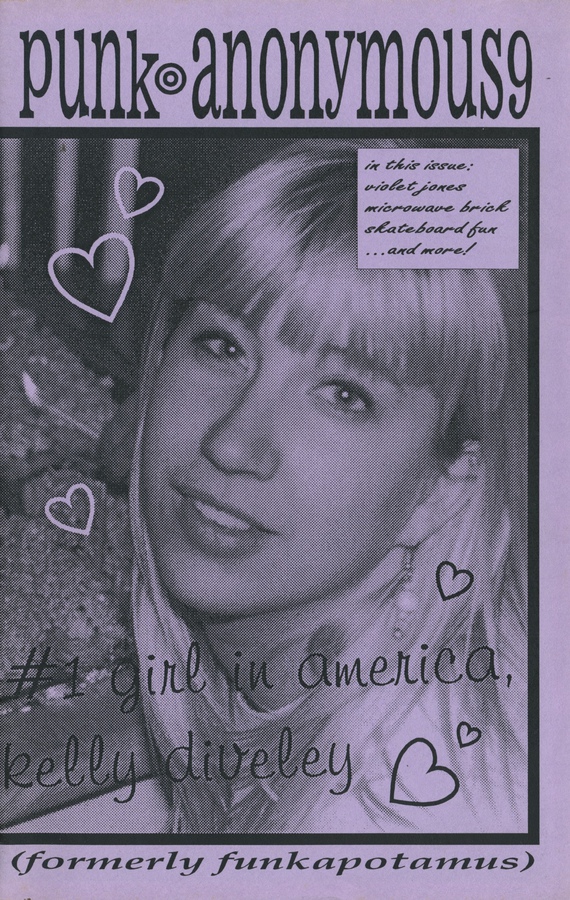 punk anonymous9
in this issue:
violet jones
microwave brick
skateboard fun
...and more!
#1 girl in america,
kelly diveley
(formerly funkapotamus)